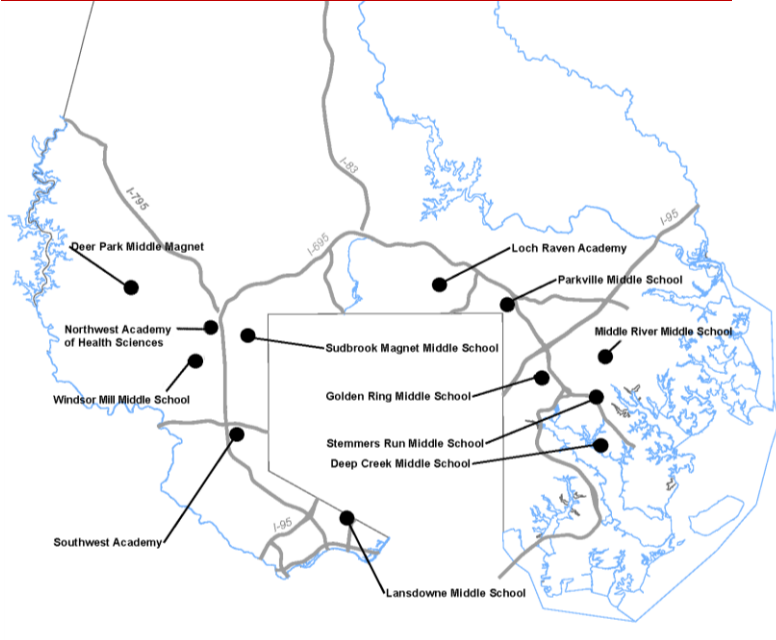 I-83
I-795
I-95
I-695
Deer Park Middle Magnet
Loch Raven Academy
Parkville Middle School
Northwest Academy
of Health Sciences
Middle River Middle School
Sudbrook Magnet Middle School
Windsor Mill Middle School
Golden Ring Middle School
Stemmers Run Middle School
Deep Creek Middle School
I-95
Southwest Academy
Lansdowne Middle School